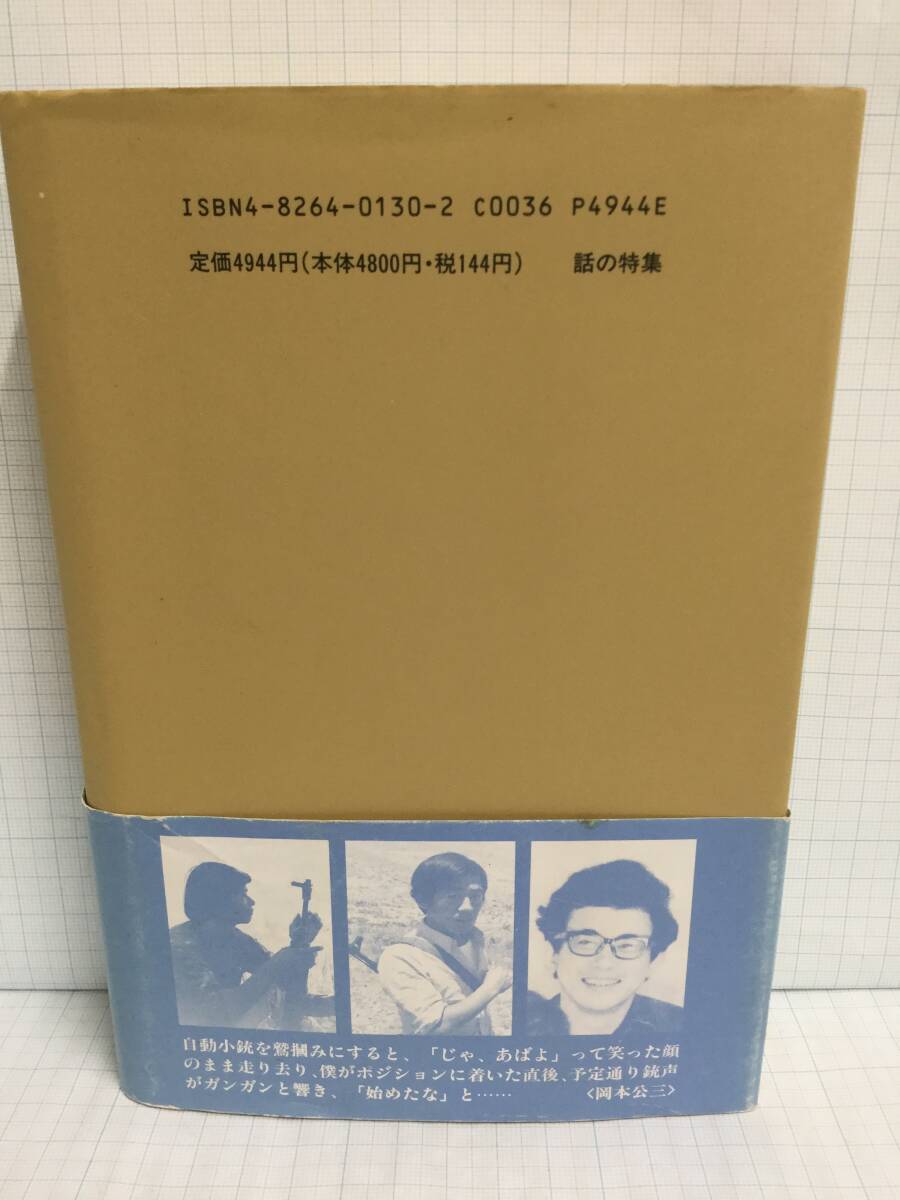 ISBN4-8264-0130-2 C0036 P4944E
定価4944円(本体4800円・税144円) 話の特集
自動小銃を鷲摑みにすると、「じゃ、あばよ」って笑った顔
のまま走り去り、僕がポジションに着いた直後、予定通り銃声
がガンガンと響き、「始めたな」と…… 〈岡本公三〉